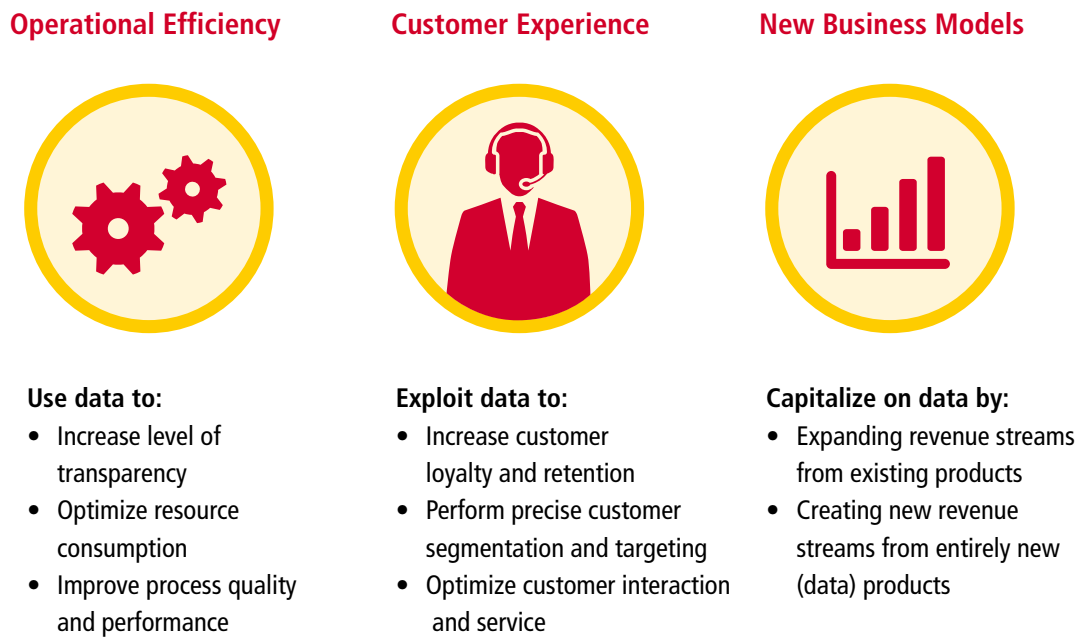 Operational Efficiency
Use data to:
• Increase level of
transparency
• Optimize resource
consumption
• Improve process quality
and performance
Customer Experience
Exploit data to:
• Increase customer
loyalty and retention
• Perform precise customer
segmentation and targeting
• Optimize customer interaction
and service
New Business Models
Capitalize on data by:
• Expanding revenue streams
from existing products
• Creating new revenue
streams from entirely new
(data) products